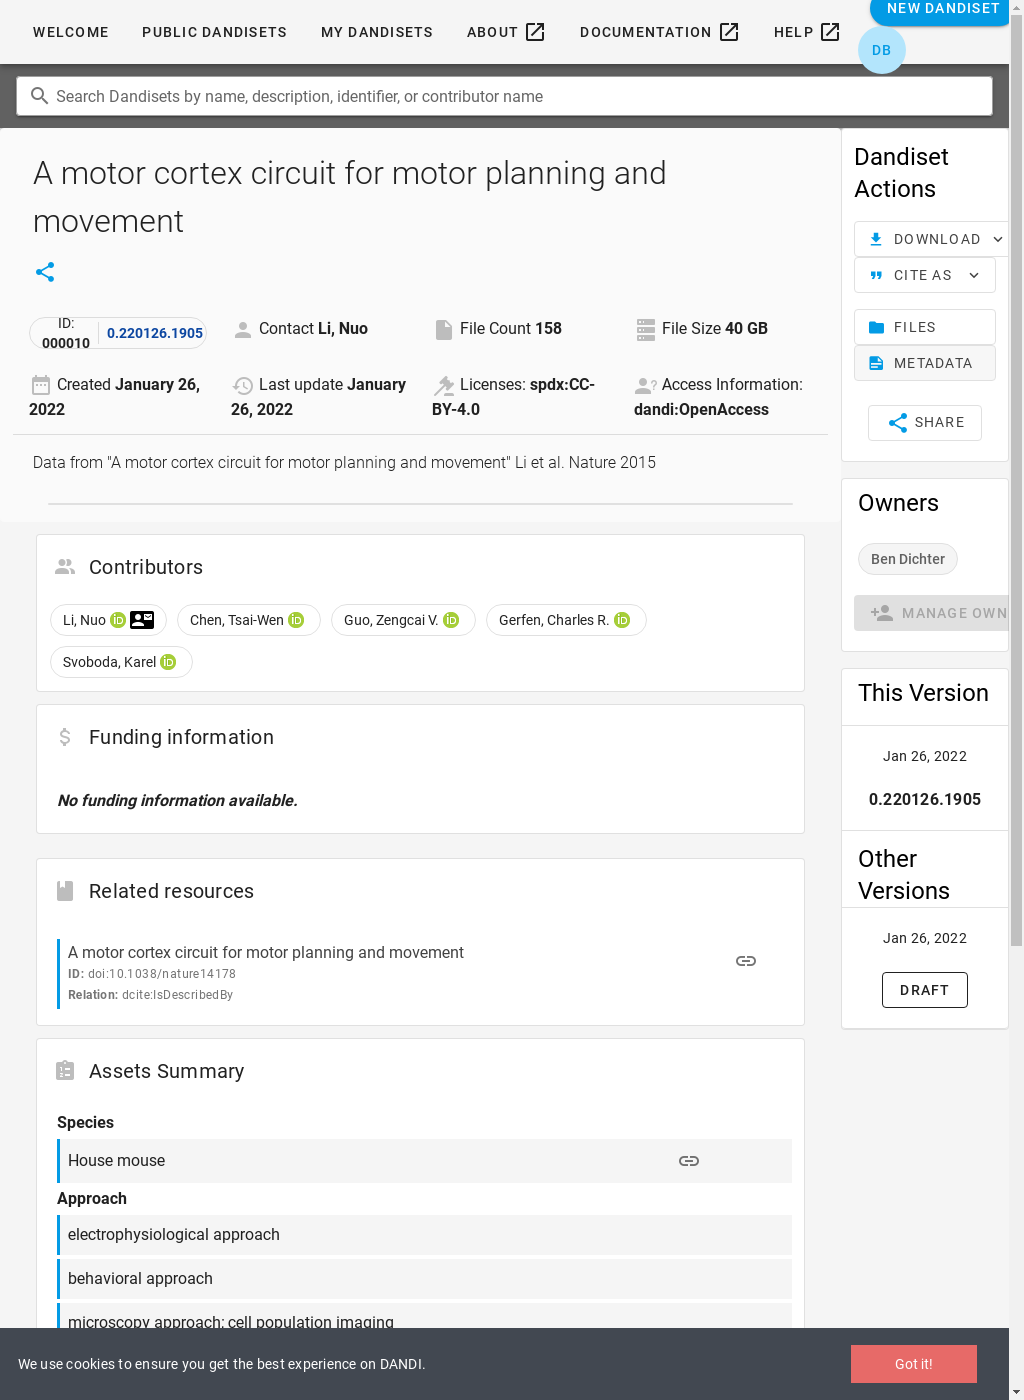 WELCOME PUBLIC DANDISETS MY DANDISETS ABOUT DOCUMENTATION HELP NEW DANDISET
DB
Search Dandisets by name, description, identifier, or contributor name
A motor cortex circuit for motor planning and
movement
ID:
000010
0.220126.1905
Contact Li, Nuo
File Count 158
File Size 40 GB
Created January 26,
2022
Last update January
26, 2022
Licenses: spdx:CC-
BY-4.0
Access Information:
dandi:OpenAccess
Data from "A motor cortex circuit for motor planning and movement" Li et al. Nature 2015
Contributors
Li, Nuo iD
Chen, Tsai-Wen iD
Guo, Zengcai V. iD
Gerfen, Charles R. iD
Svoboda, Karel iD
Funding information
No funding information available.
Related resources
A motor cortex circuit for motor planning and movement
ID: doi:10.1038/nature14178
Relation: dcite:IsDescribedBy
Assets Summary
Species
House mouse
Approach
electrophysiological approach
behavioral approach
microscopy approach; cell population imaging
Dandiset
Actions
DOWNLOAD
CITE AS
FILES
METADATA
SHARE
Owners
Ben Dichter
MANAGE OWN
This Version
Jan 26, 2022
0.220126.1905
Other
Versions
Jan 26, 2022
DRAFT
We use cookies to ensure you get the best experience on DANDI.
Got it!